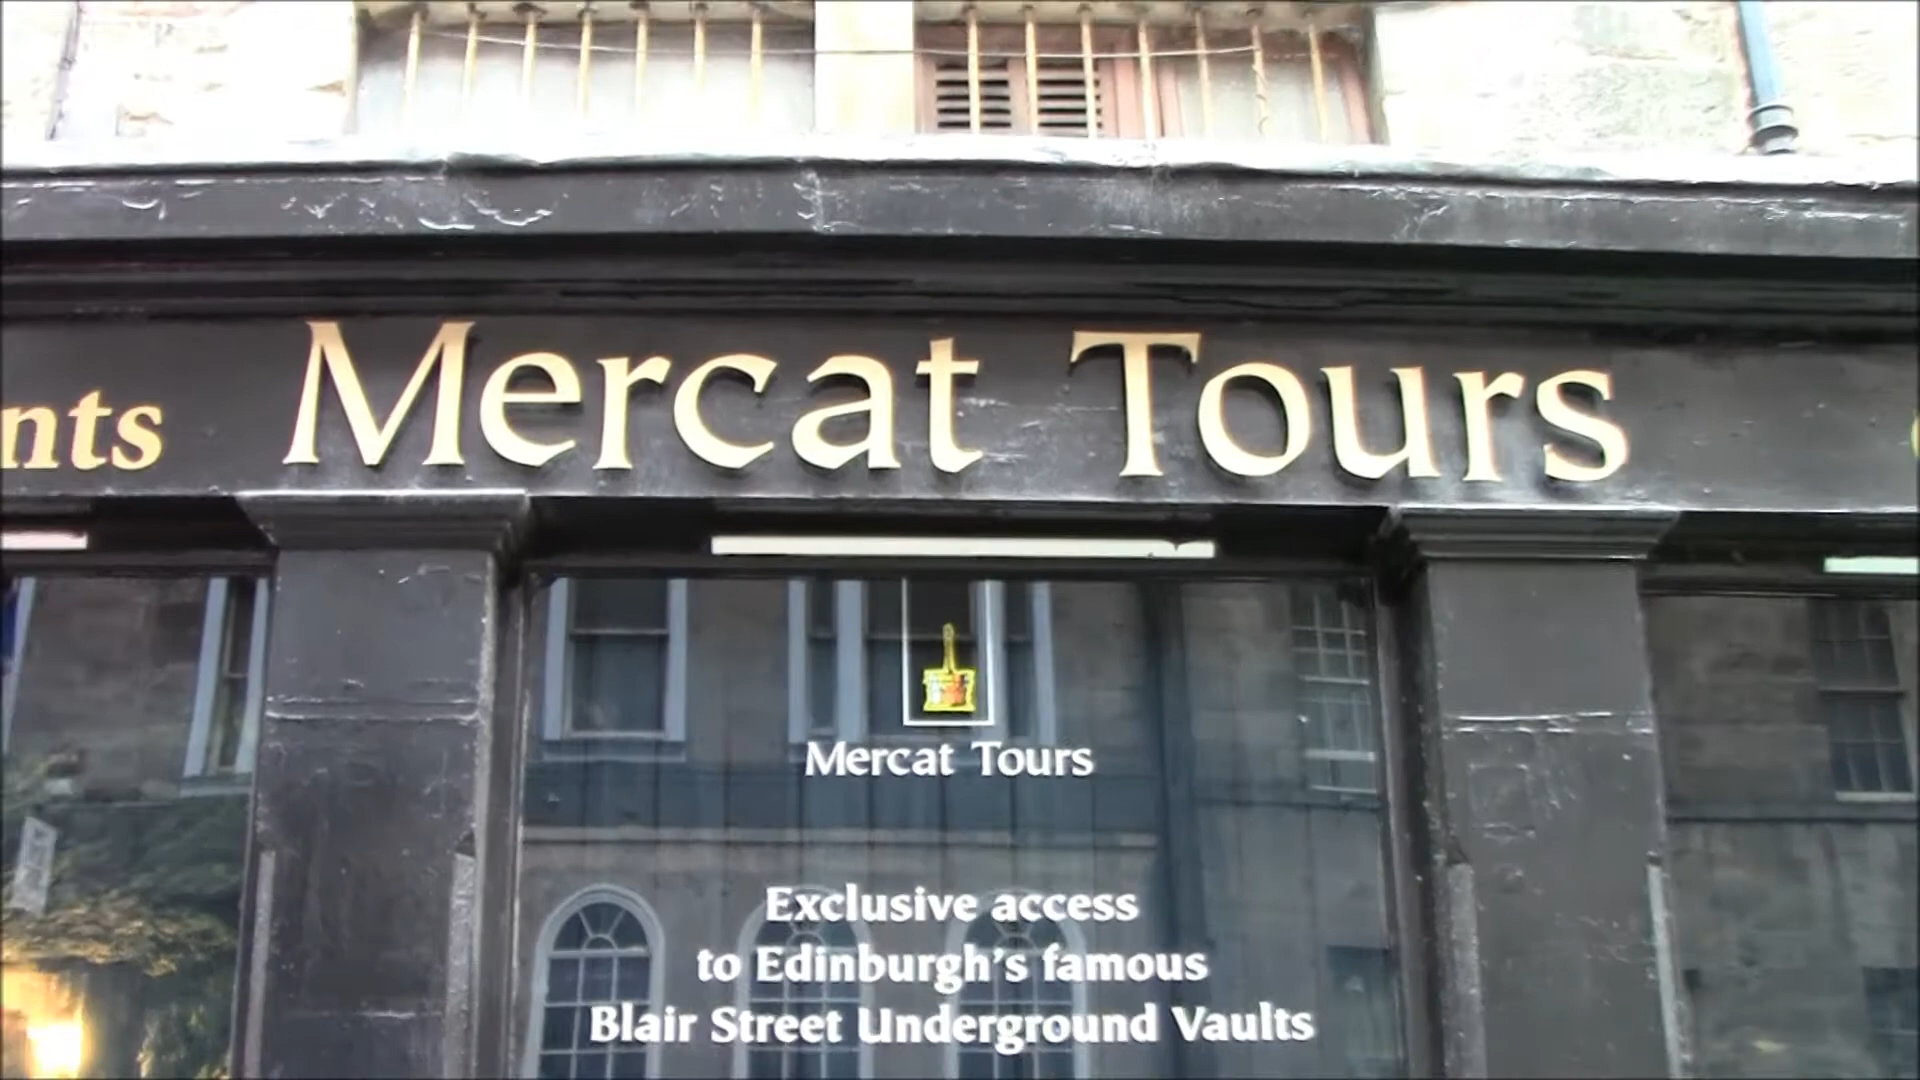 nts Mercat Tours
Mercat Tours
Exclusive access
to Edinburgh's famous
Blair Street Underground Vaults